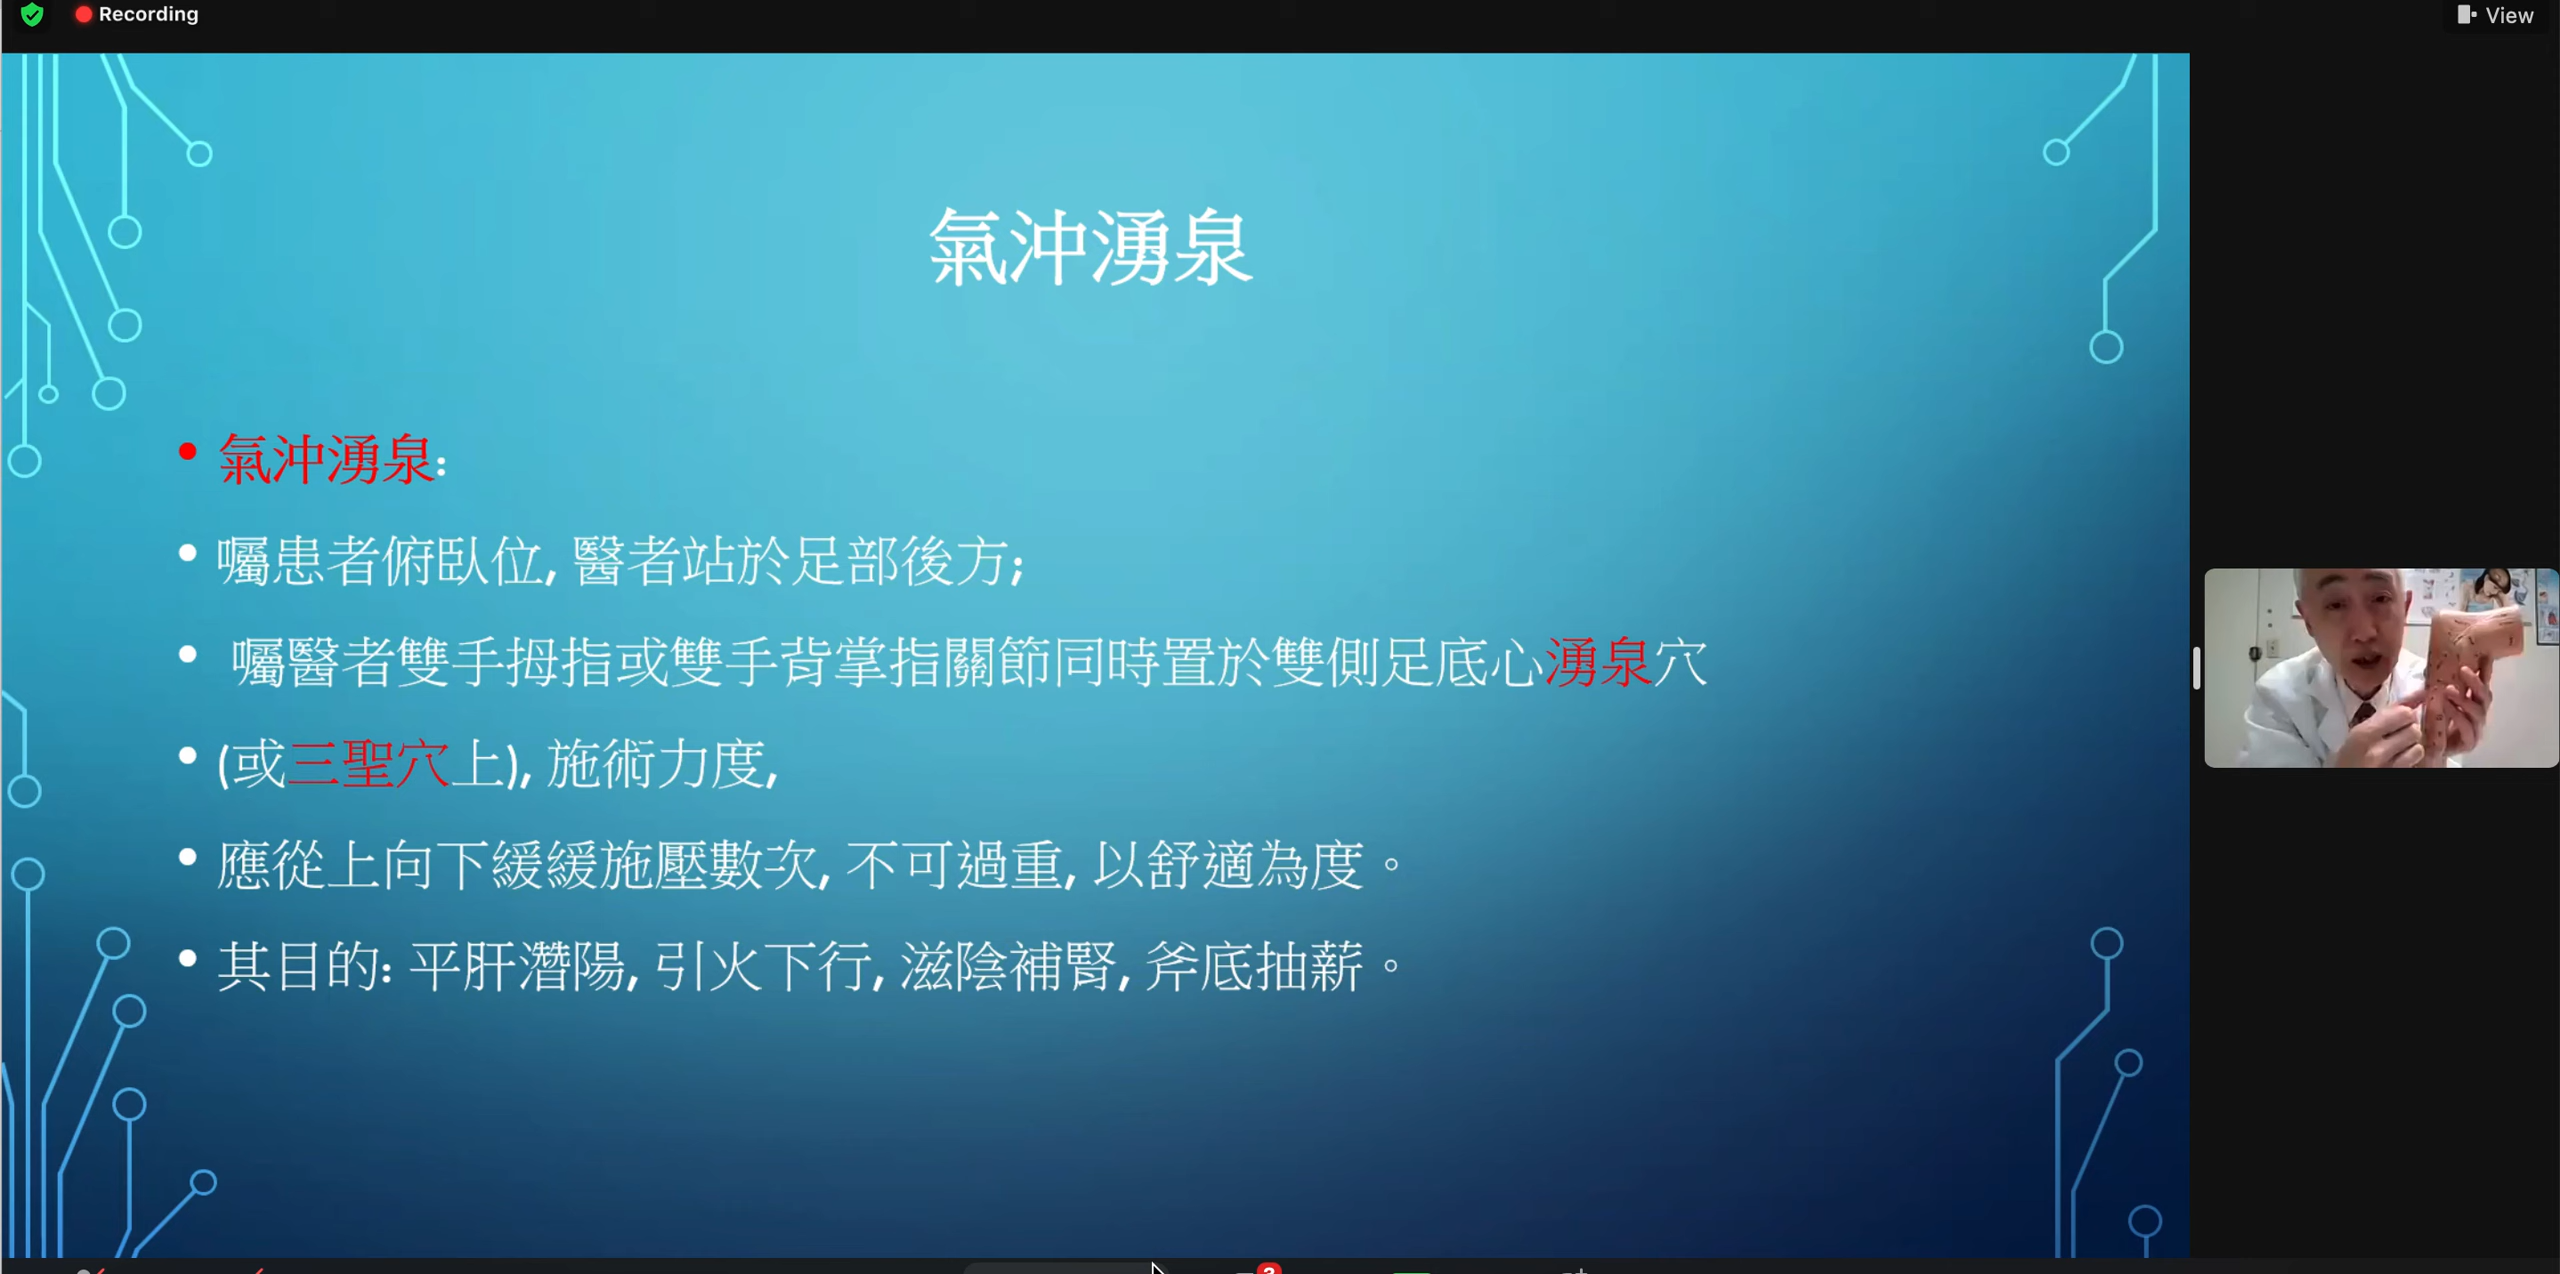 Recording
View
氣沖湧泉
• 氣沖湧泉:
• 囑患者俯臥位, 醫者站於足部後方;
• 囑醫者雙手拇指或雙手背掌指關節同時置於雙側足底心湧泉穴
• (或三聖穴上), 施術力度,
• 應從上向下緩緩施壓數次, 不可過重, 以舒適為度。
• 其目的: 平肝潛陽, 引火下行, 滋陰補腎, 斧底抽薪。